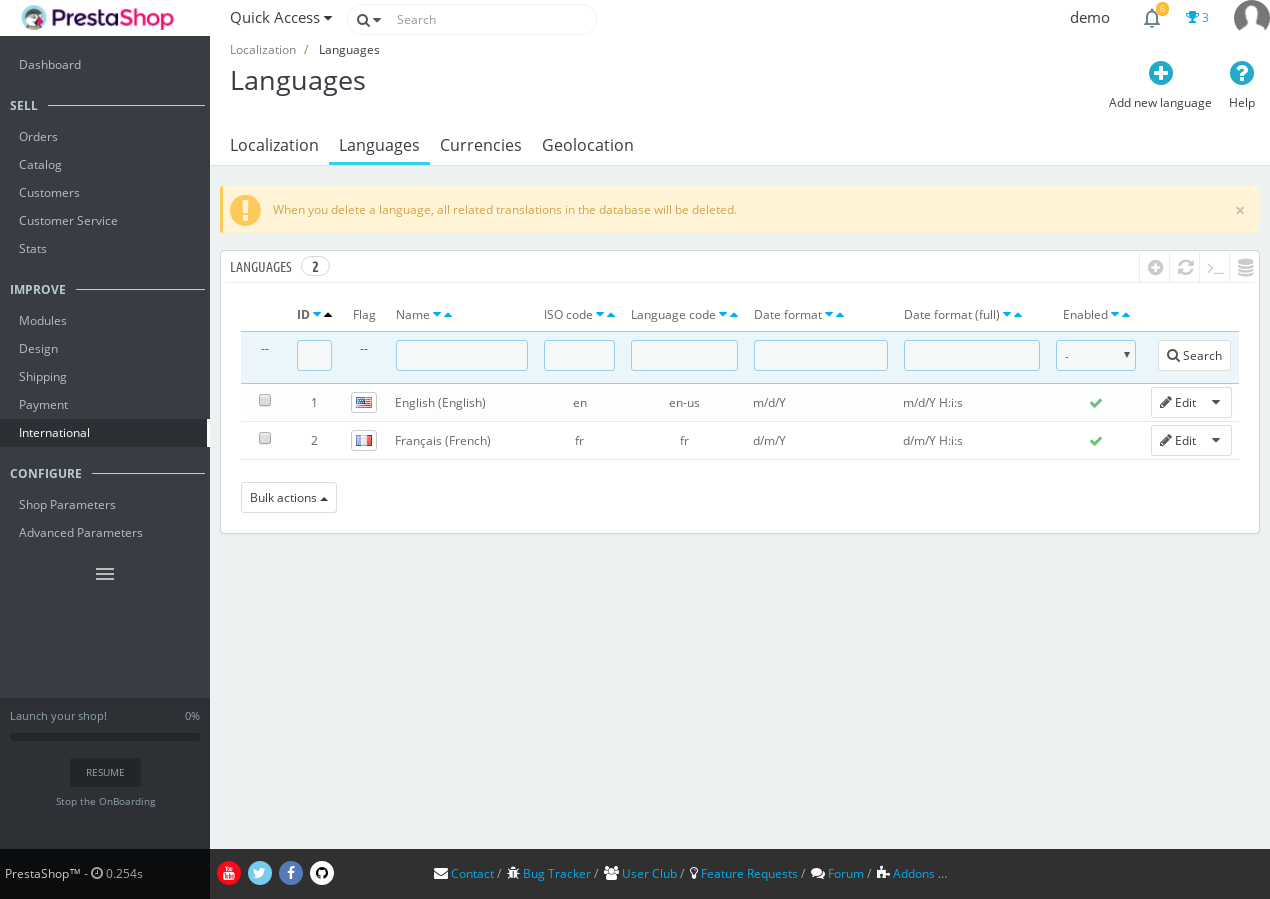 PrestaShop
Quick Access
Search
demo
6
3
Localization / Languages
Languages
Add new language
Help
Localization Languages Currencies Geolocation
Dashboard
SELL
Orders
Catalog
Customers
Customer Service
Stats
IMPROVE
Modules
Design
Shipping
Payment
International
CONFIGURE
Shop Parameters
Advanced Parameters
Launch your shop! 0%
RESUME
Stop the OnBoarding
PrestaShop™ - 0.254s
When you delete a language, all related translations in the database will be deleted.
×
LANGUAGES 2
ID Flag Name ISO code Language code Date format Date format (full) Enabled
-- -- - Search
1 English (English) en en-us m/d/Y m/d/Y H:i:s Edit
2 Français (French) fr fr d/m/Y d/m/Y H:i:s Edit
Bulk actions
You Tube
Contact / Bug Tracker / User Club / Feature Requests / Forum / Addons ...